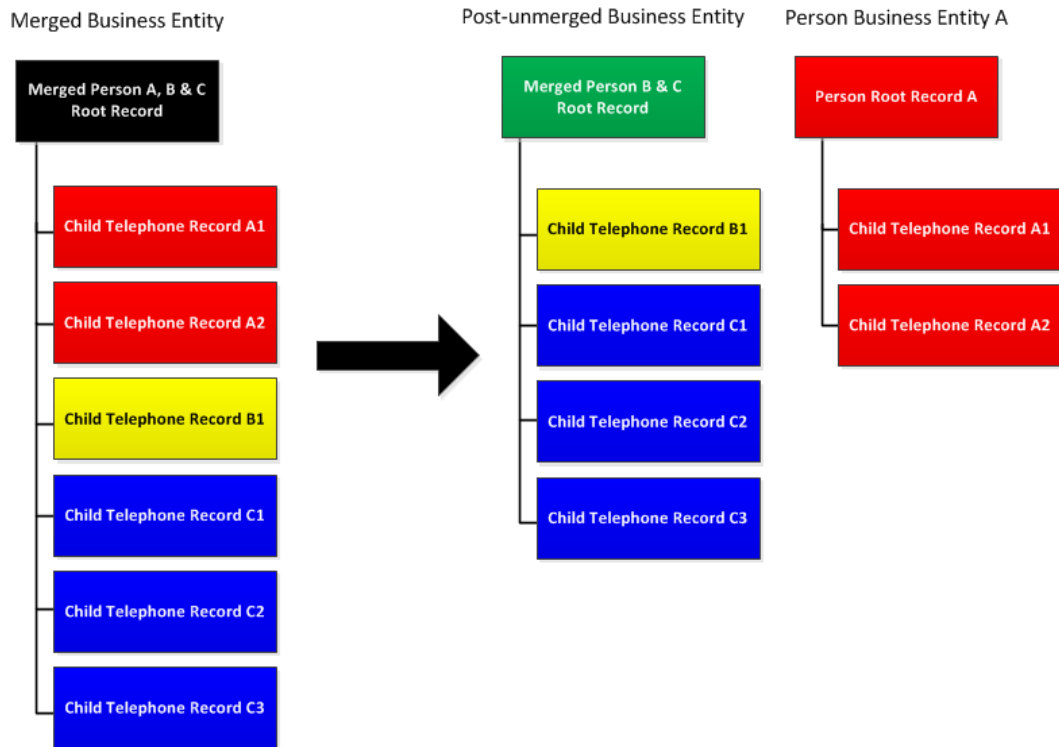 Merged Business Entity
Merged Person A, B & C
Root Record
Child Telephone Record A1
Child Telephone Record A2
Child Telephone Record B1
Child Telephone Record C1
Child Telephone Record C2
Child Telephone Record C3
Post-unmerged Business Entity
Merged Person B & C
Root Record
Child Telephone Record B1
Child Telephone Record C1
Child Telephone Record C2
Child Telephone Record C3
Person Business Entity A
Person Root Record A
Child Telephone Record A1
Child Telephone Record A2